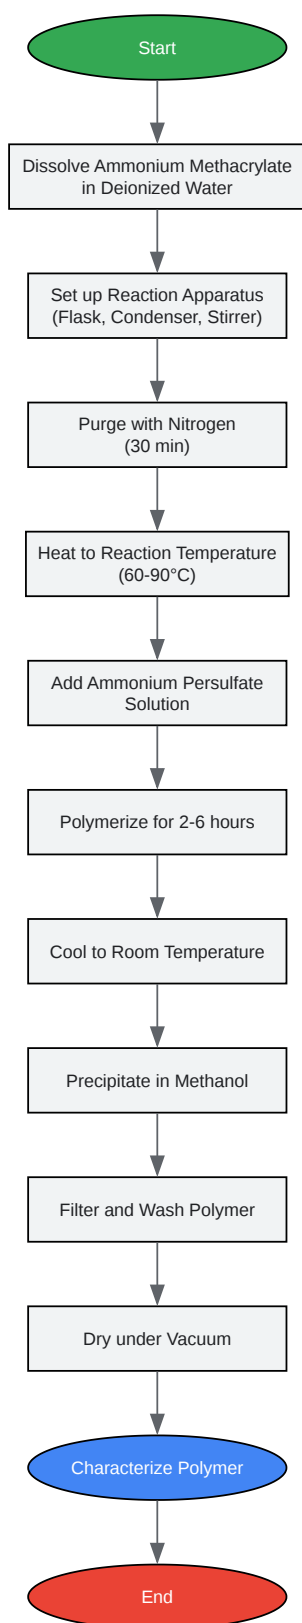 Start
Dissolve Ammonium Methacrylate
in Deionized Water
Set up Reaction Apparatus
(Flask, Condenser, Stirrer)
Purge with Nitrogen
(30 min)
Heat to Reaction Temperature
(60-90°C)
Add Ammonium Persulfate
Solution
Polymerize for 2-6 hours
Cool to Room Temperature
Precipitate in Methanol
Filter and Wash Polymer
Dry under Vacuum
Characterize Polymer
End